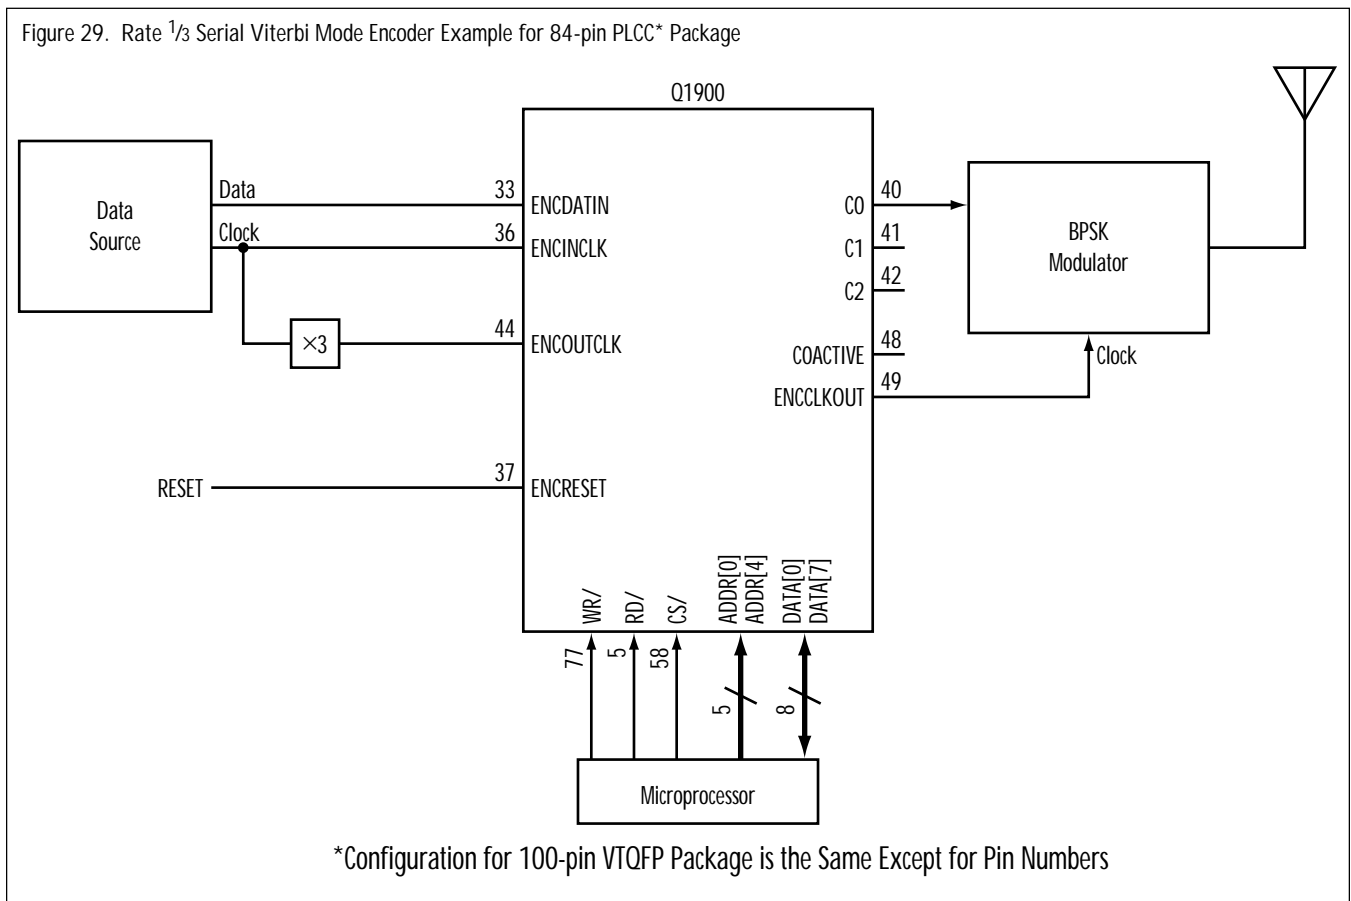 Figure 29. Rate 1/3 Serial Viterbi Mode Encoder Example for 84-pin PLCC* Package
Q1900
Data
Source
Data
Clock
×3
33
36
44
37
RESET
ENCDATIN
ENCINCLK
ENCOUTCLK
ENCRESET
C0
C1
C2
COACTIVE
ENCCLKOUT
40
41
42
48
49
BPSK
Modulator
Clock
WR/
RD/
CS/
ADDR[0]
ADDR[4]
DATA[0]
DATA[7]
77
5
58
5
8
Microprocessor
*Configuration for 100-pin VTQFP Package is the Same Except for Pin Numbers